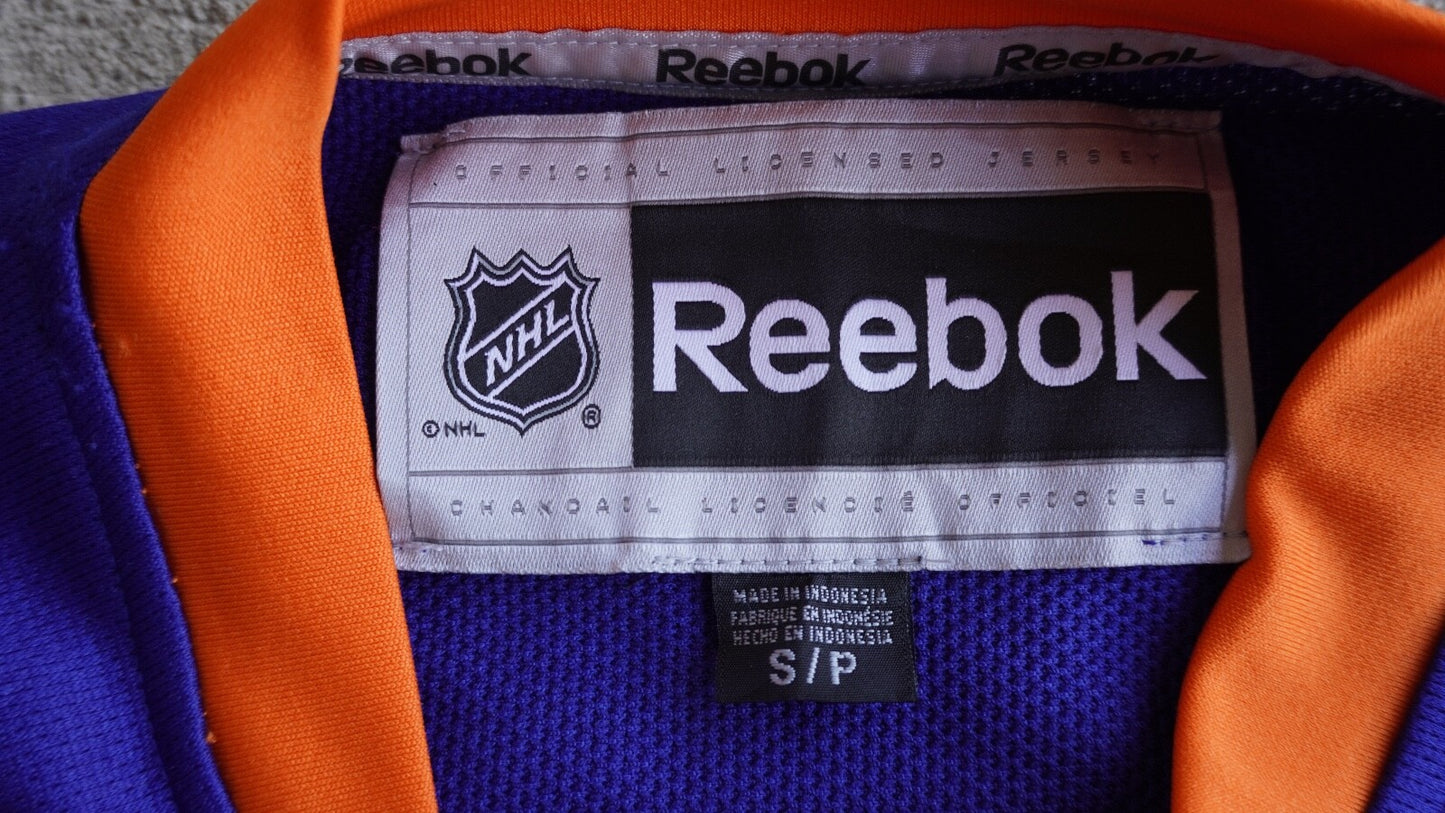 Reebok Reebok Reebok
OFFICIAL LICENSED JERSEY
NHL
Reebok
© NHL ®
CHANDAIL LICENCIÉ OFFICIEL
MADE IN INDONESIA
FABRIQUE EN INDONÉSIE
HECHO EN INDONESIA
S/P